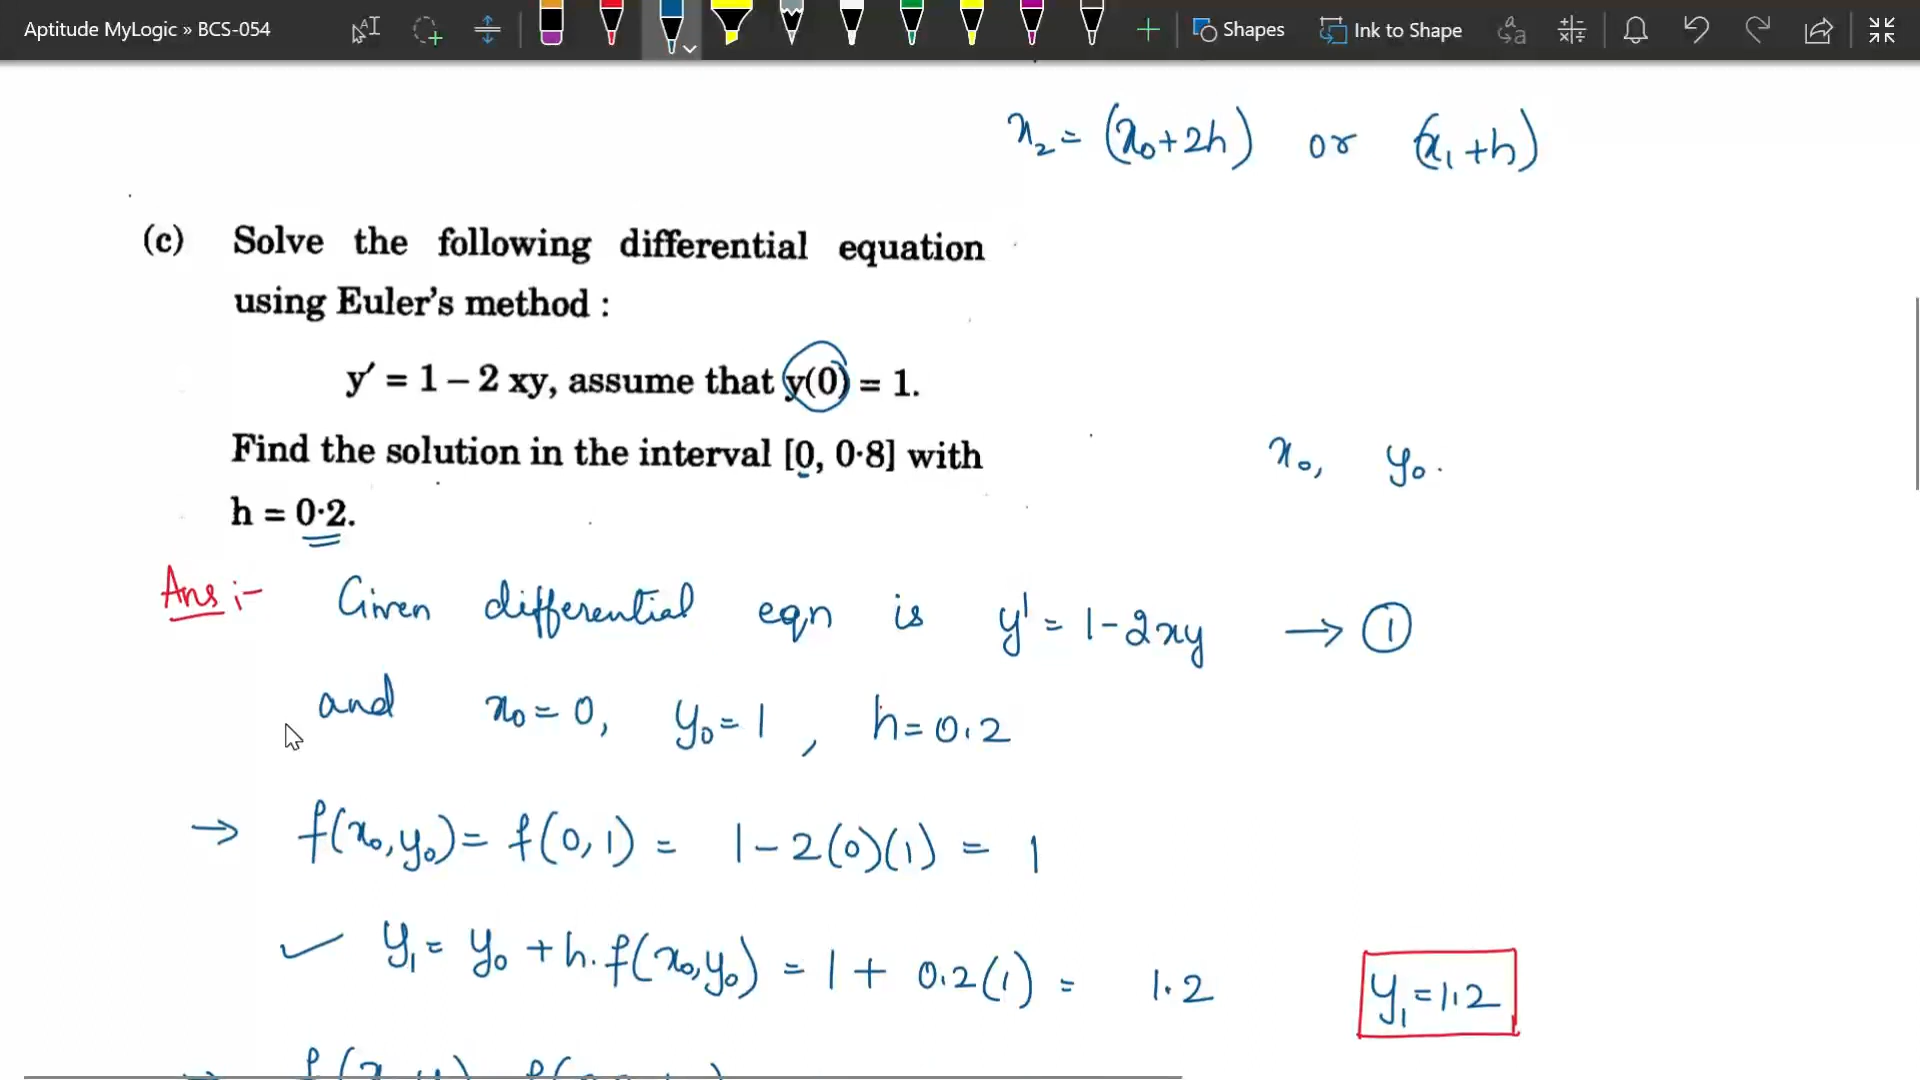 Aptitude MyLogic » BCS-054
Shapes
Ink to Shape
x₂ = (x₀+2h) or (x₁+h)
(c) Solve the following differential equation
using Euler's method :
y′ = 1 – 2 xy, assume that y(0) = 1.
Find the solution in the interval [0, 0·8] with
x₀, y₀.
h = 0·2.
Ans :- Given differential eqn is y' = 1-2xy → ①
and x₀ = 0, y₀ = 1 , h = 0.2
→ f(x₀,y₀) = f(0,1) = 1-2(0)(1) = 1
✓ y₁ = y₀ + h.f(x₀,y₀) = 1 + 0.2(1) = 1.2
y₁ = 1.2